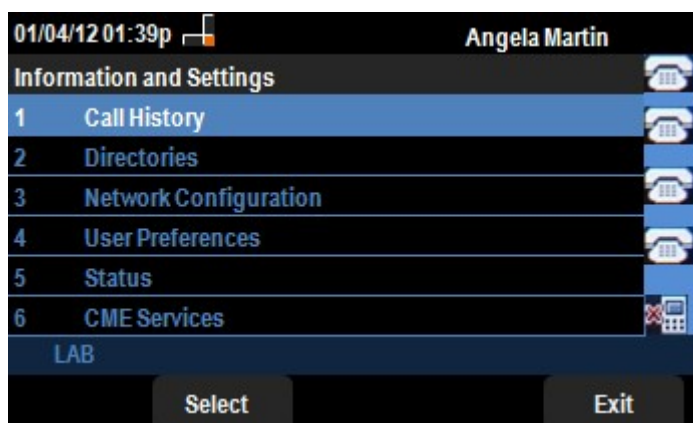 01/04/12 01:39p Angela Martin
Information and Settings
1 Call History
2 Directories
3 Network Configuration
4 User Preferences
5 Status
6 CME Services
LAB
Select Exit